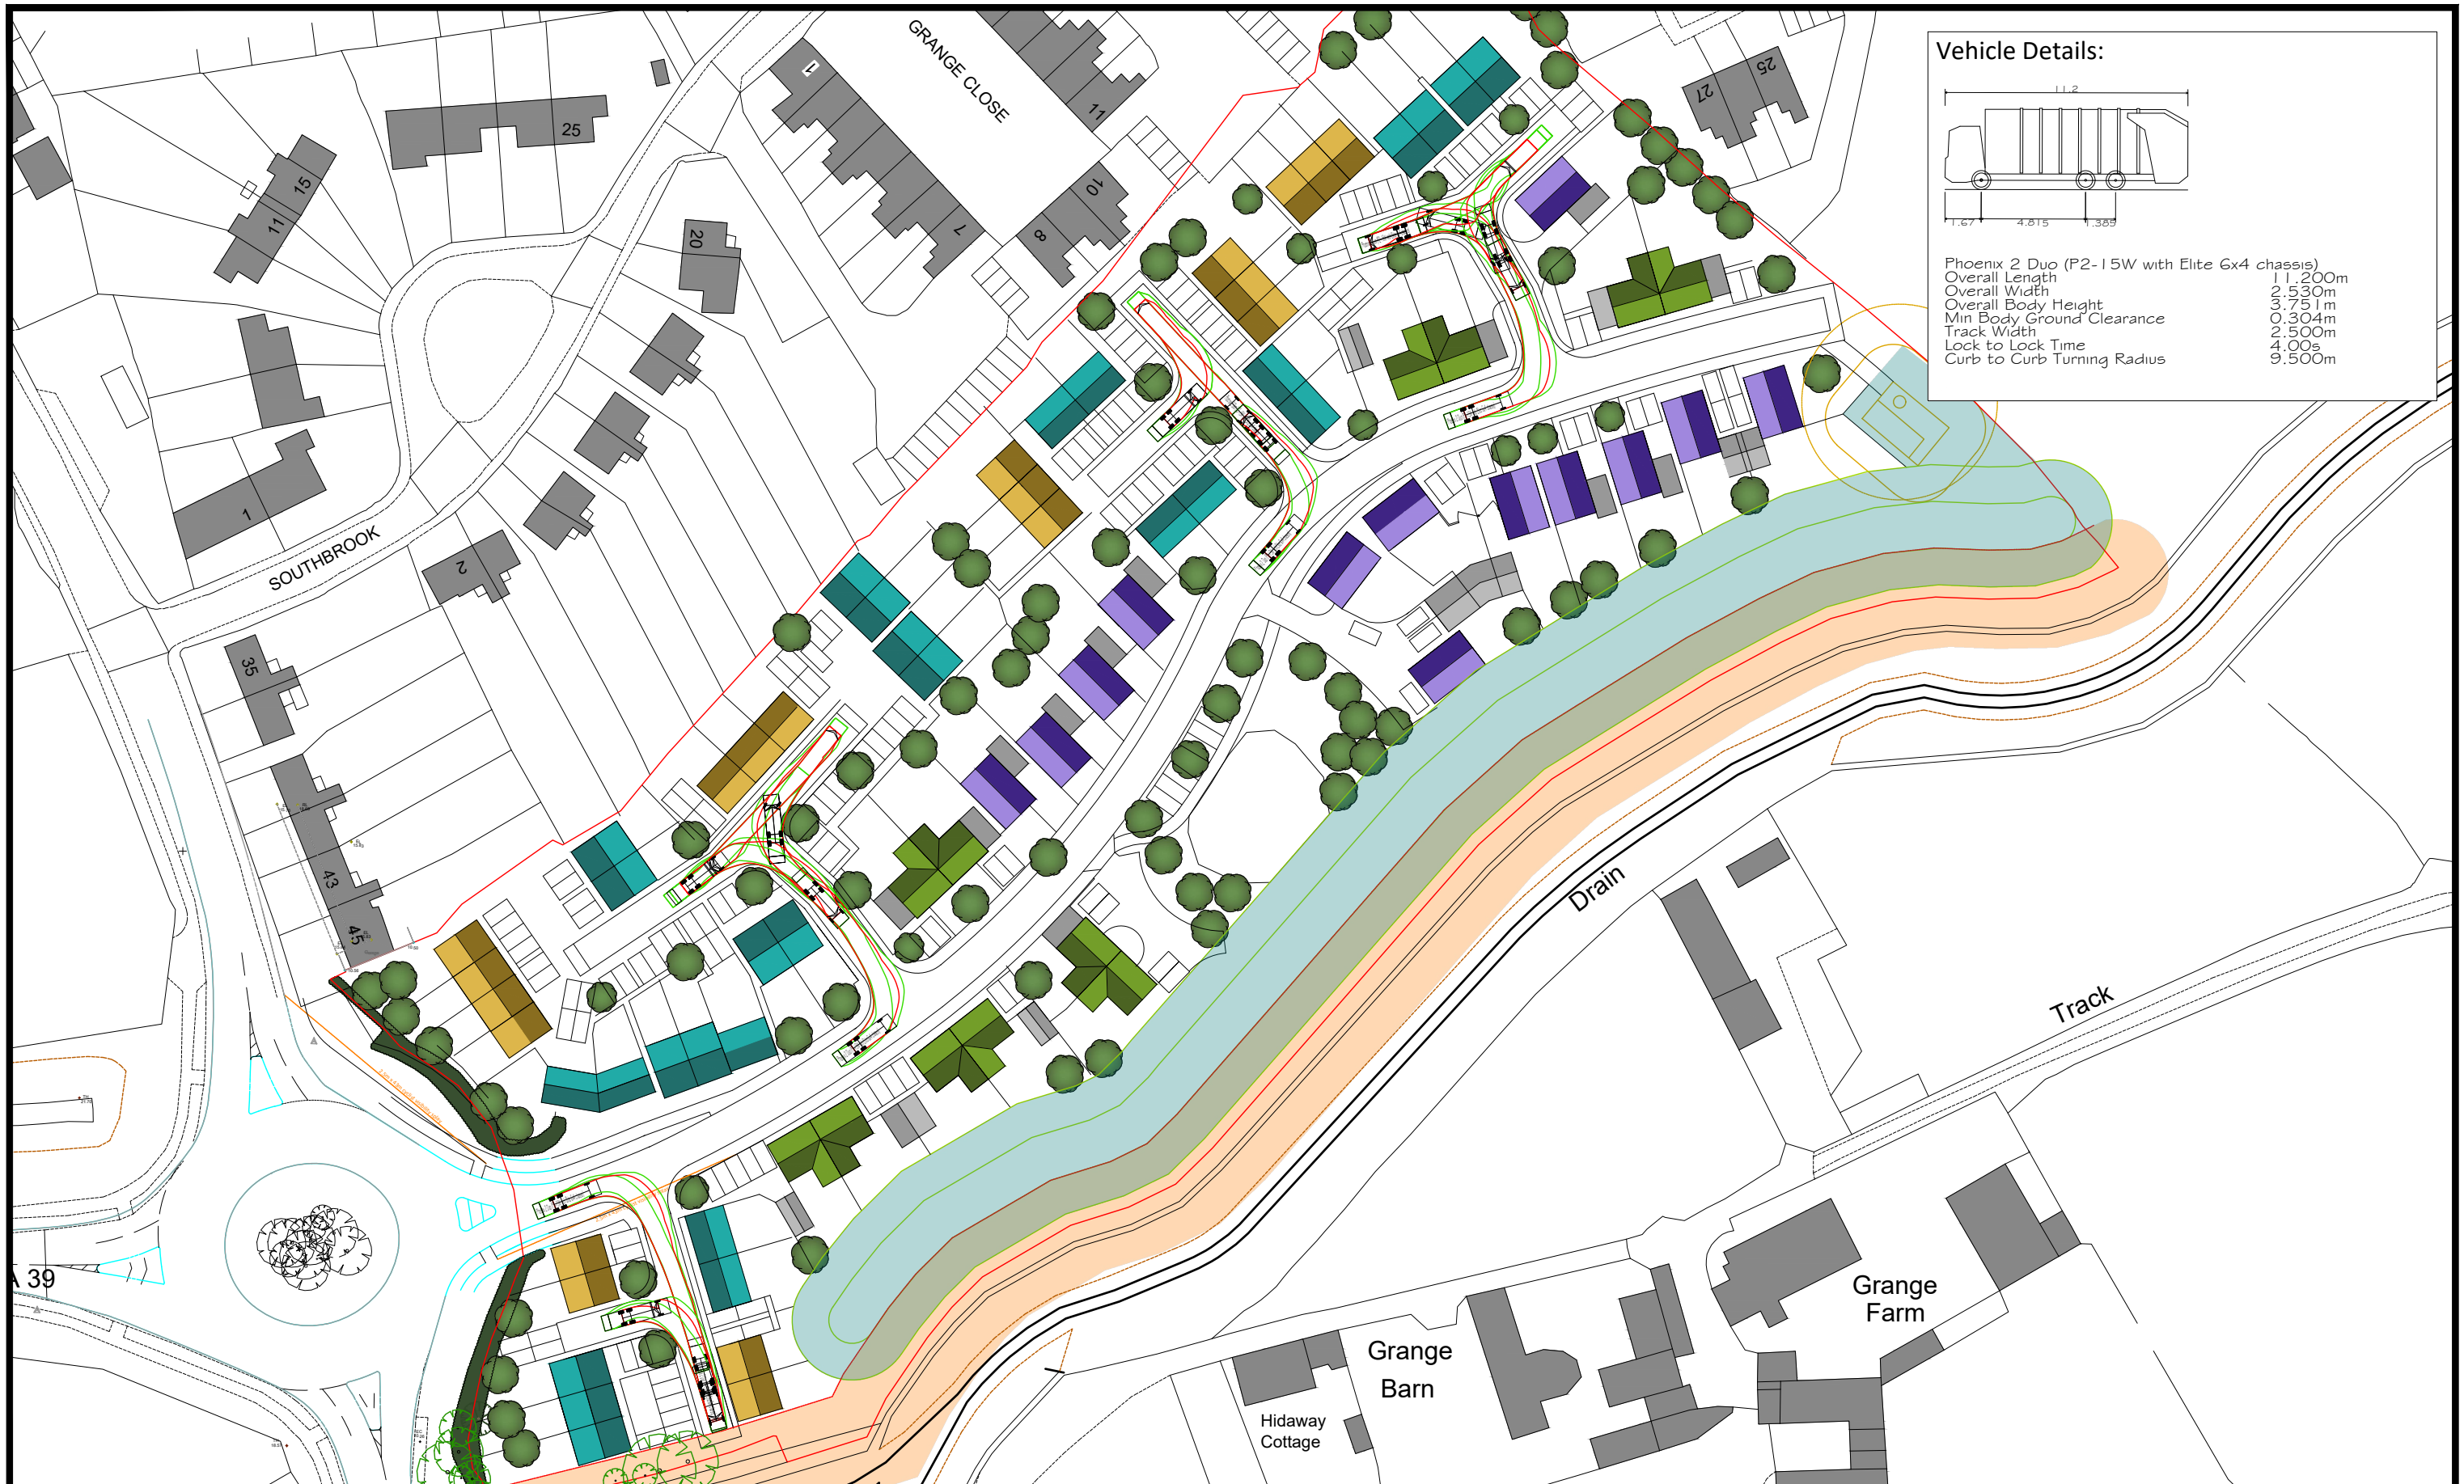 Vehicle Details:
11.2
1.67 4.815 1.385
Phoenix 2 Duo (P2-15W with Elite 6x4 chassis)
Overall Length 11.200m
Overall Width 2.530m
Overall Body Height 3.751m
Min Body Ground Clearance 0.304m
Track Width 2.500m
Lock to Lock Time 4.00s
Curb to Curb Turning Radius 9.500m
GRANGE CLOSE
1
11
25
27
25
15
11
10
8
7
20
1
SOUTHBROOK
2
35
43
45
Drain
Track
A 39
Grange
Farm
Grange
Barn
Hidaway
Cottage